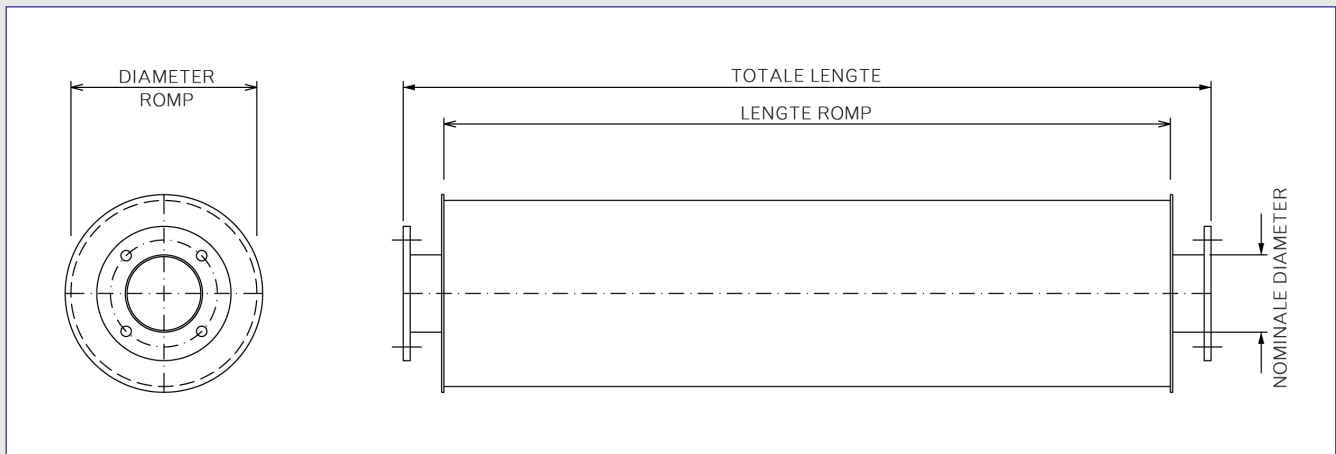 DIAMETER
ROMP
TOTALE LENGTE
LENGTE ROMP
NOMINALE DIAMETER